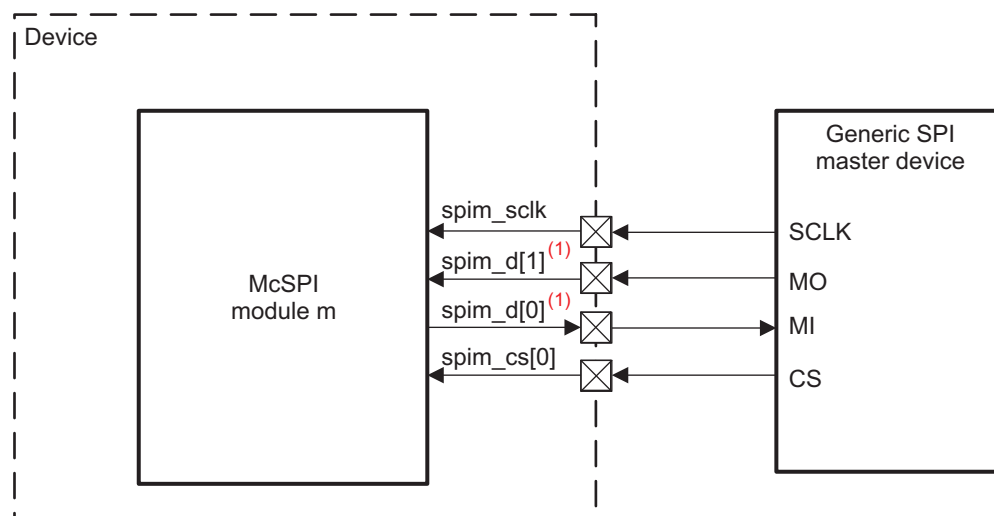 Device
Generic SPI
master device
McSPI
module m
spim_sclk
spim_d[1](1)
spim_d[0](1)
spim_cs[0]
SCLK
MO
MI
CS